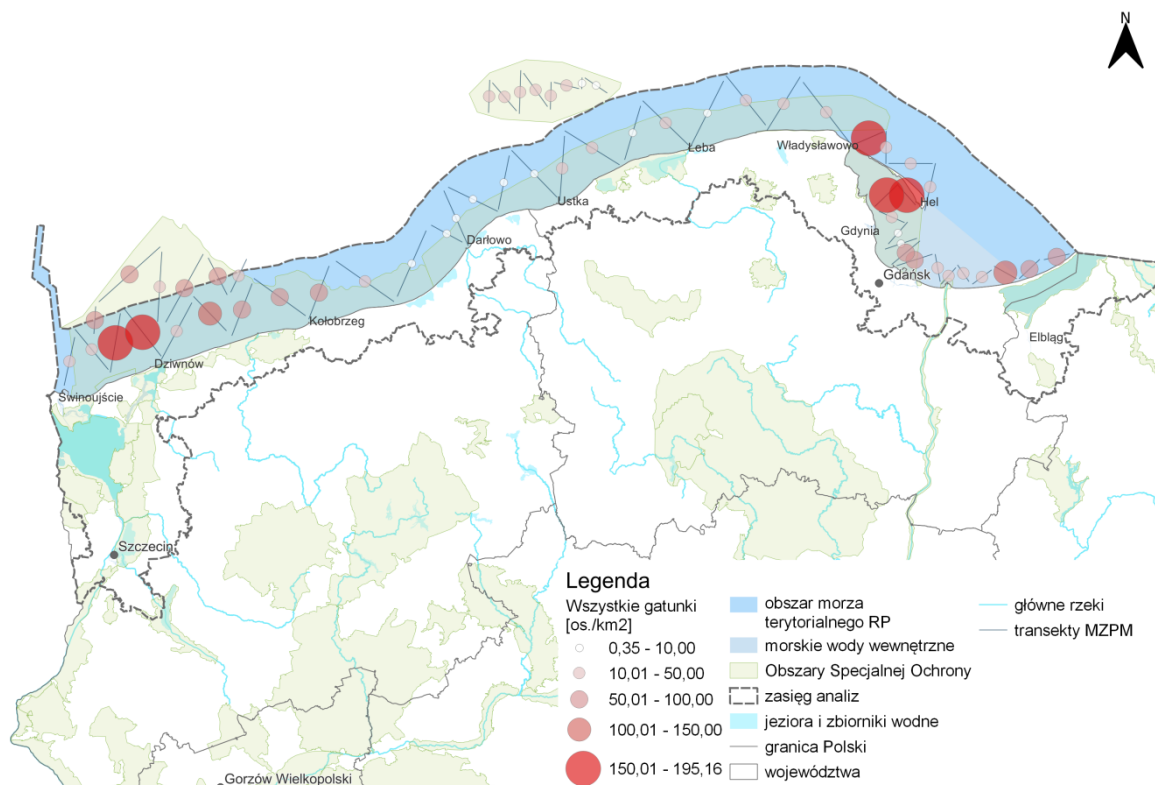 N
Łeba
Władysławowo
Ustka
Hel
Gdynia
Darłowo
Gdańsk
Kołobrzeg
Elbląg
Dziwnów
Świnoujście
Szczecin
Gorzów Wielkopolski
Legenda
Wszystkie gatunki
[os./km2]
0,35 - 10,00
10,01 - 50,00
50,01 - 100,00
100,01 - 150,00
150,01 - 195,16
obszar morza
terytorialnego RP
morskie wody wewnętrzne
Obszary Specjalnej Ochrony
zasięg analiz
jeziora i zbiorniki wodne
granica Polski
województwa
główne rzeki
transekty MZPM